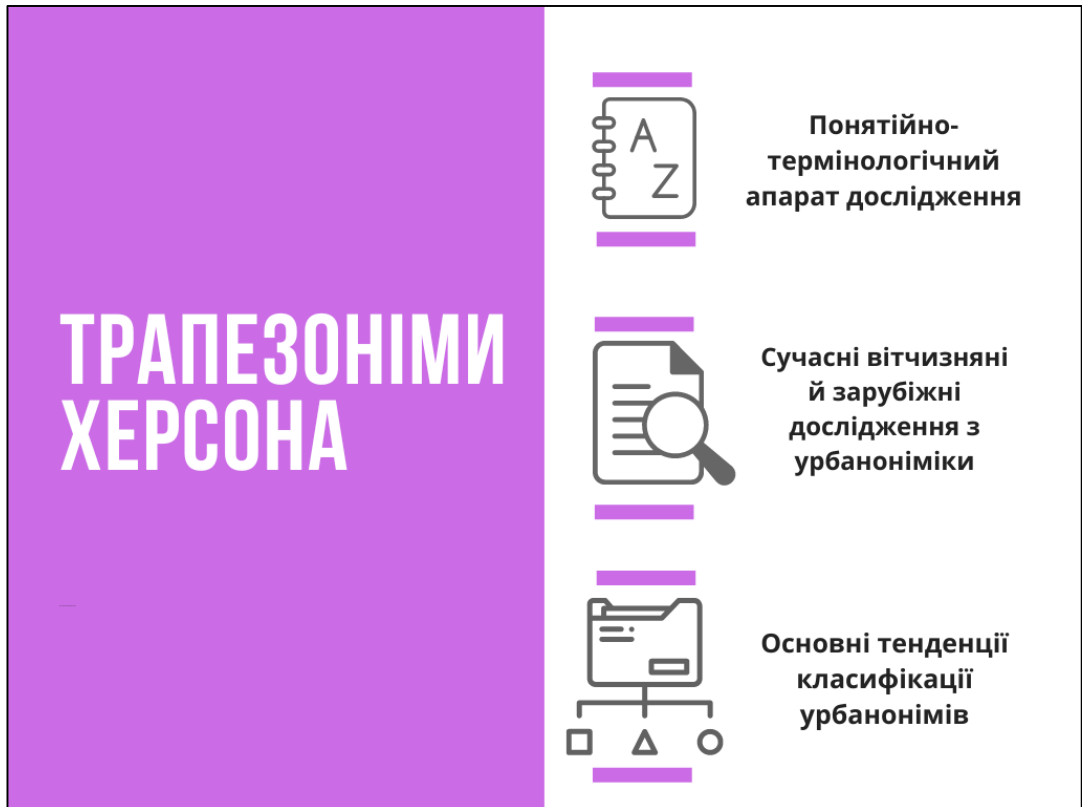 ТРАПЕЗОНІМИ
ХЕРСОНА
A
Z
Понятійно-
термінологічний
апарат дослідження
Сучасні вітчизняні
й зарубіжні
дослідження з
урбаноніміки
Основні тенденції
класифікації
урбанонімів